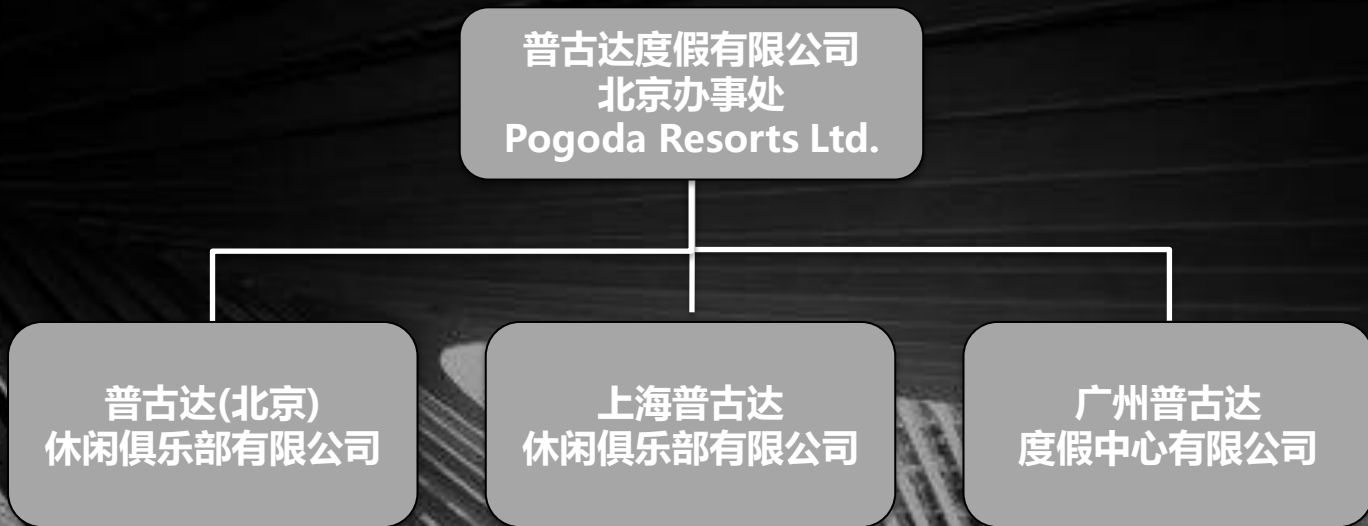 普古达度假有限公司
北京办事处
Pogoda Resorts Ltd.
普古达(北京)
休闲俱乐部有限公司
上海普古达
休闲俱乐部有限公司
广州普古达
度假中心有限公司